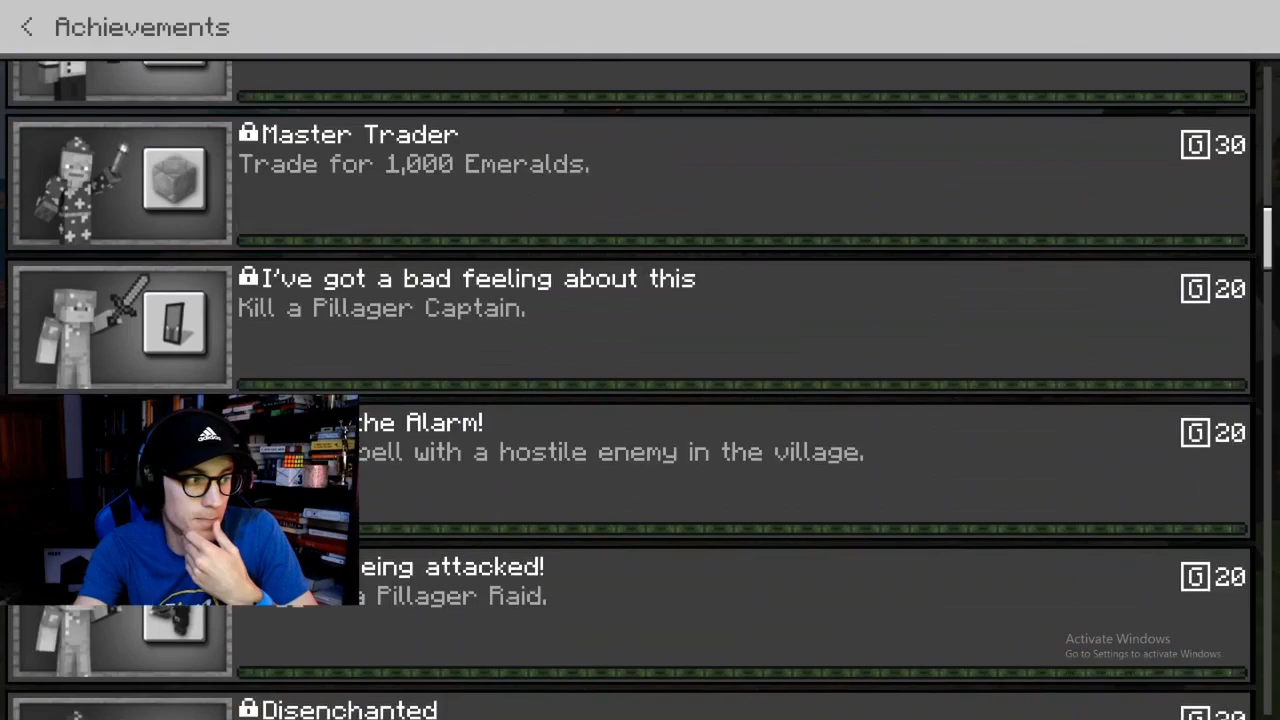 Achievements
Master Trader
G 30
Trade for 1,000 Emeralds.
I've got a bad feeling about this
G 20
Kill a Pillager Captain.
the Alarm!
G 20
bell with a hostile enemy in the village.
adidas
eing attacked!
G 20
a Pillager Raid.
Activate Windows
Go to Settings to activate Windows.
Disenchanted